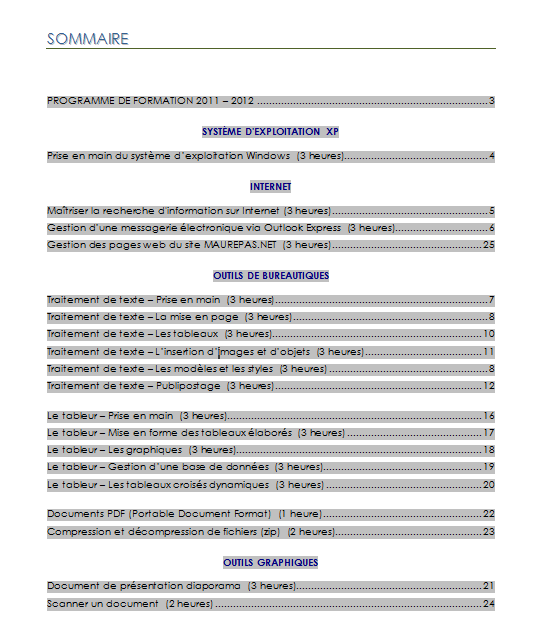 SOMMAIRE
PROGRAMME DE FORMATION 2011 – 2012 ........ 3
SYSTÈME D'EXPLOITATION XP
Prise en main du système d'exploitation Windows (3 heures)........ 4
INTERNET
Maîtriser la recherche d'information sur Internet (3 heures)........ 5
Gestion d'une messagerie électronique via Outlook Express (3 heures)........ 6
Gestion des pages web du site MAUREPAS.NET (3 heures)........ 25
OUTILS DE BUREAUTIQUES
Traitement de texte – Prise en main (3 heures)........ 7
Traitement de texte – La mise en page (3 heures)........ 8
Traitement de texte – Les tableaux (3 heures)........ 10
Traitement de texte – L'insertion d'images et d'objets (3 heures)........ 11
Traitement de texte – Les modèles et les styles (3 heures)........ 8
Traitement de texte – Publipostage (3 heures)........ 12
Le tableur – Prise en main (3 heures)........ 16
Le tableur – Mise en forme des tableaux élaborés (3 heures)........ 17
Le tableur – Les graphiques (3 heures)........ 18
Le tableur – Gestion d'une base de données (3 heures)........ 19
Le tableur – Les tableaux croisés dynamiques (3 heures)........ 20
Documents PDF (Portable Document Format) (1 heure)........ 22
Compression et décompression de fichiers (zip) (2 heures)........ 23
OUTILS GRAPHIQUES
Document de présentation diaporama (3 heures)........ 21
Scanner un document (2 heures)........ 24